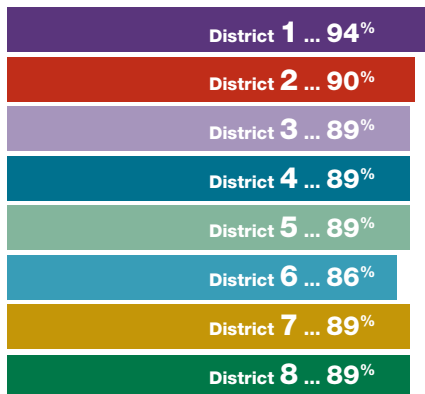 District 1 ... 94%
District 2 ... 90%
District 3 ... 89%
District 4 ... 89%
District 5 ... 89%
District 6 ... 86%
District 7 ... 89%
District 8 ... 89%